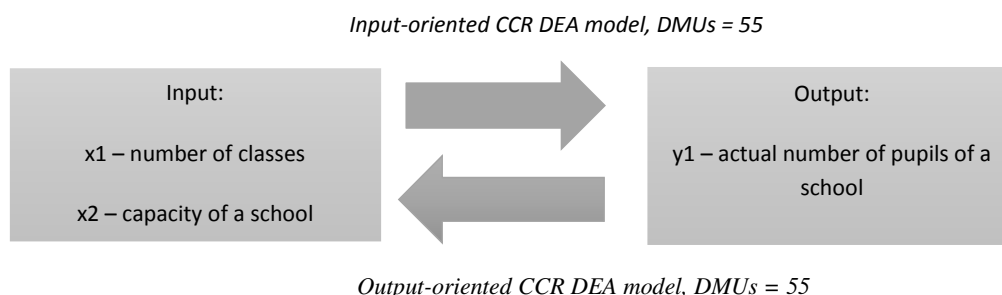 Input-oriented CCR DEA model, DMUs = 55
Input:
x1 – number of classes
x2 – capacity of a school
Output:
y1 – actual number of pupils of a
school
Output-oriented CCR DEA model, DMUs = 55